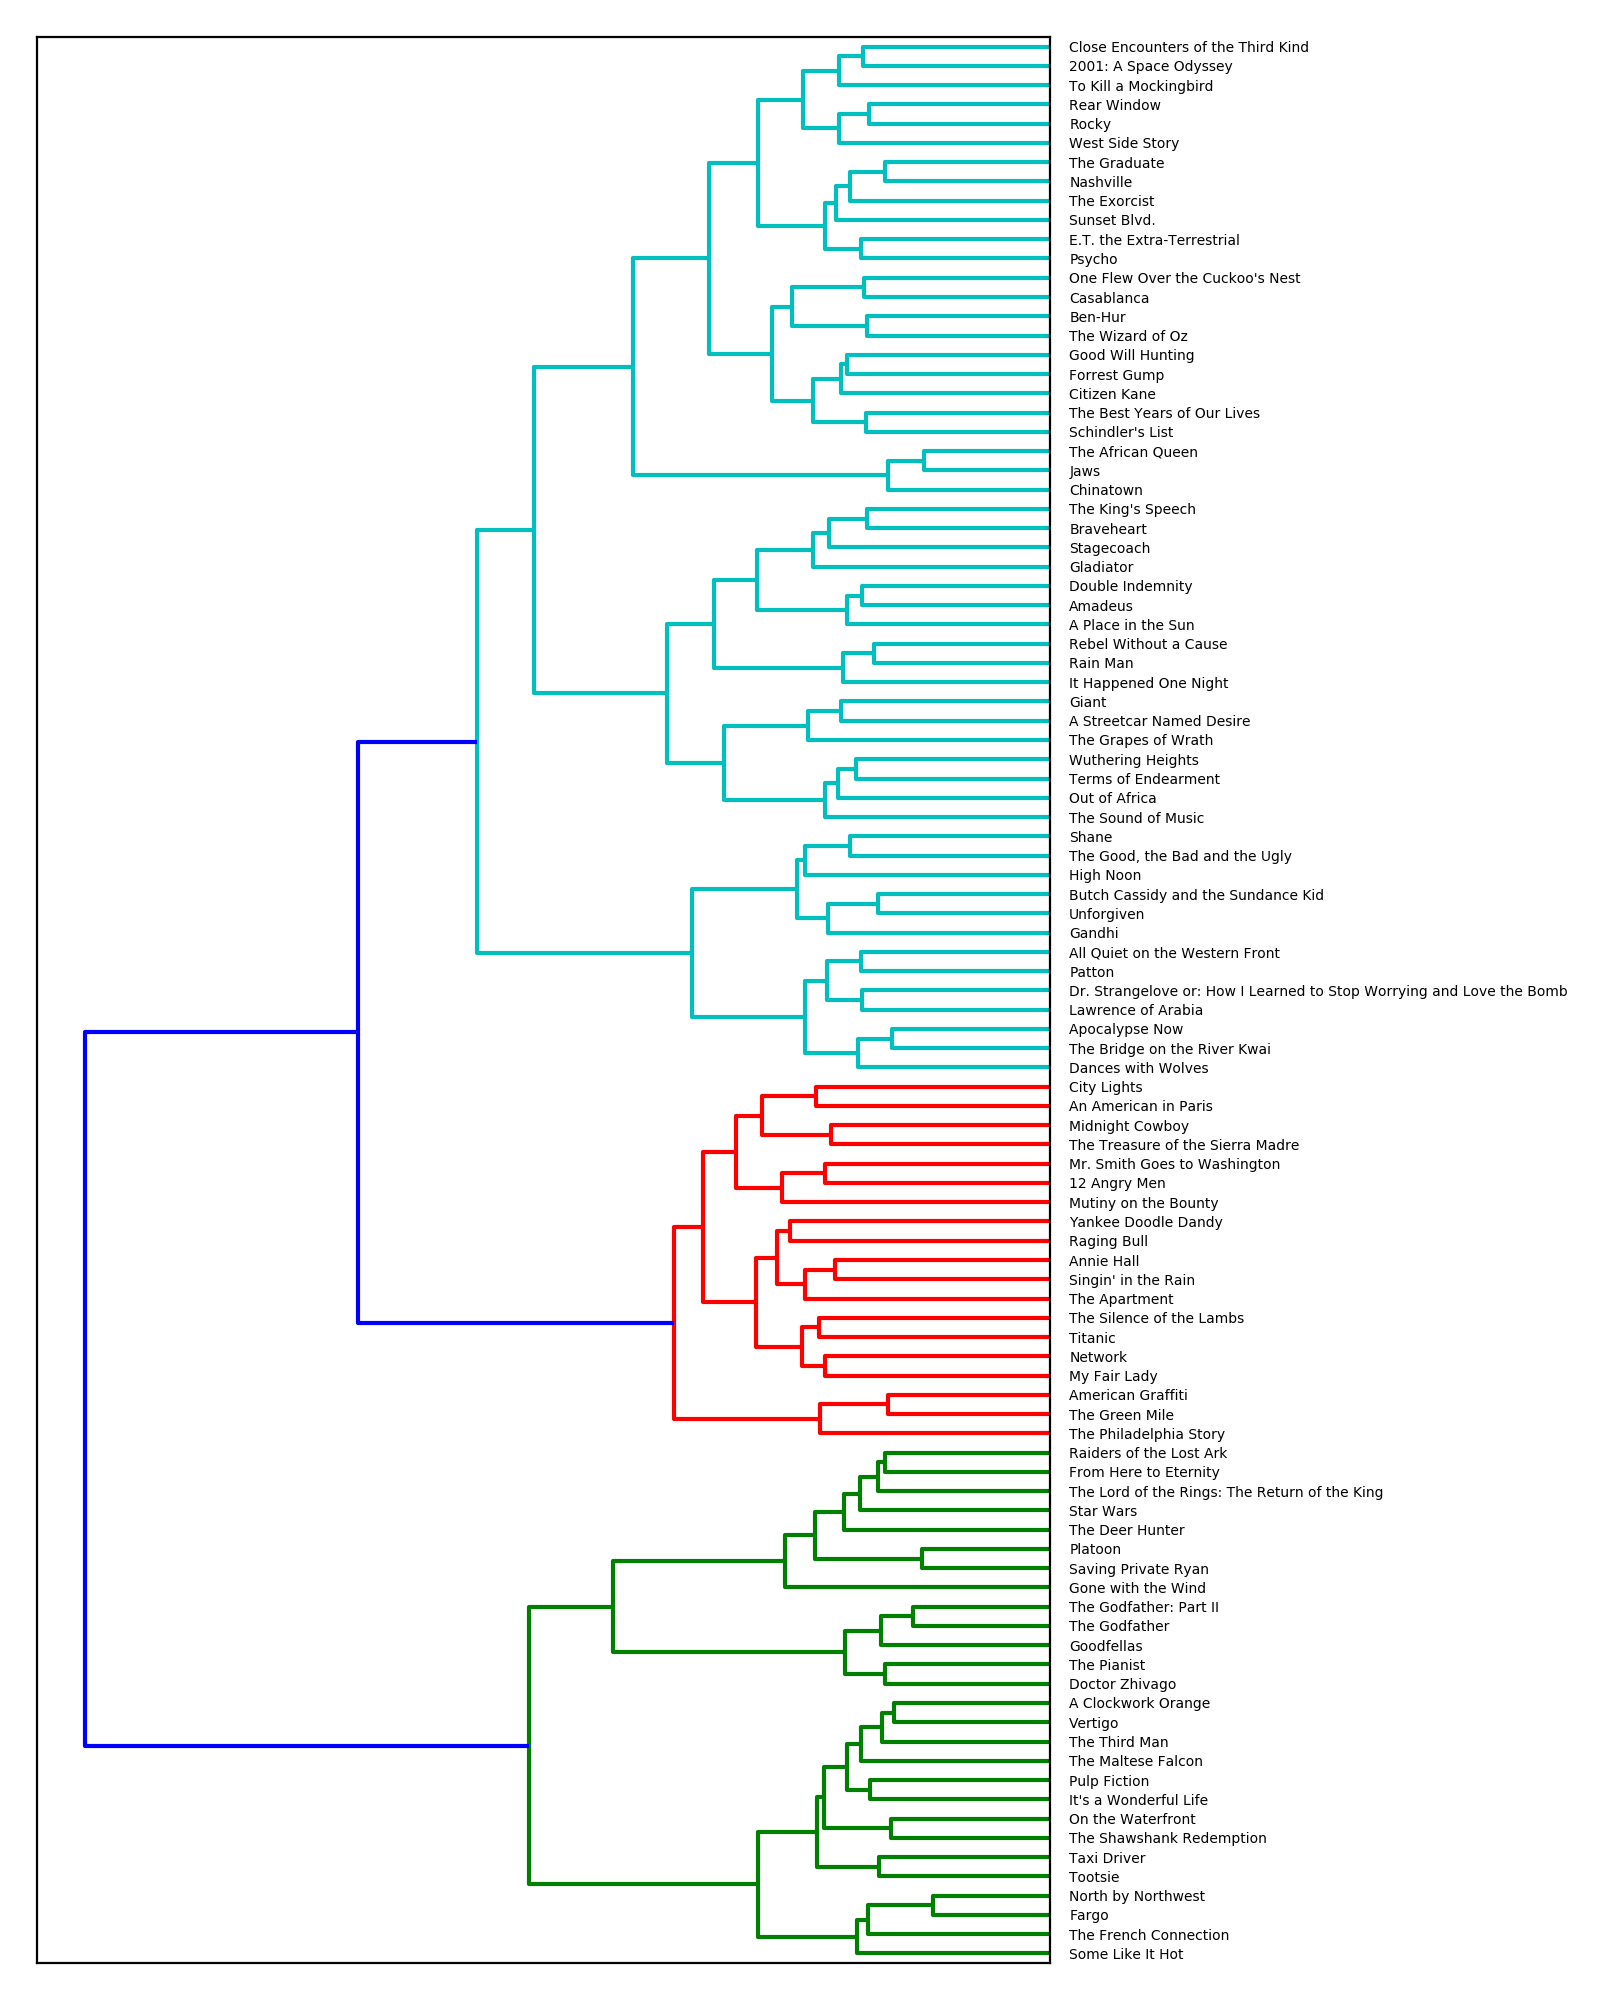 Close Encounters of the Third Kind
2001: A Space Odyssey
To Kill a Mockingbird
Rear Window
Rocky
West Side Story
The Graduate
Nashville
The Exorcist
Sunset Blvd.
E.T. the Extra-Terrestrial
Psycho
One Flew Over the Cuckoo's Nest
Casablanca
Ben-Hur
The Wizard of Oz
Good Will Hunting
Forrest Gump
Citizen Kane
The Best Years of Our Lives
Schindler's List
The African Queen
Jaws
Chinatown
The King's Speech
Braveheart
Stagecoach
Gladiator
Double Indemnity
Amadeus
A Place in the Sun
Rebel Without a Cause
Rain Man
It Happened One Night
Giant
A Streetcar Named Desire
The Grapes of Wrath
Wuthering Heights
Terms of Endearment
Out of Africa
The Sound of Music
Shane
The Good, the Bad and the Ugly
High Noon
Butch Cassidy and the Sundance Kid
Unforgiven
Gandhi
All Quiet on the Western Front
Patton
Dr. Strangelove or: How I Learned to Stop Worrying and Love the Bomb
Lawrence of Arabia
Apocalypse Now
The Bridge on the River Kwai
Dances with Wolves
City Lights
An American in Paris
Midnight Cowboy
The Treasure of the Sierra Madre
Mr. Smith Goes to Washington
12 Angry Men
Mutiny on the Bounty
Yankee Doodle Dandy
Raging Bull
Annie Hall
Singin' in the Rain
The Apartment
The Silence of the Lambs
Titanic
Network
My Fair Lady
American Graffiti
The Green Mile
The Philadelphia Story
Raiders of the Lost Ark
From Here to Eternity
The Lord of the Rings: The Return of the King
Star Wars
The Deer Hunter
Platoon
Saving Private Ryan
Gone with the Wind
The Godfather: Part II
The Godfather
Goodfellas
The Pianist
Doctor Zhivago
A Clockwork Orange
Vertigo
The Third Man
The Maltese Falcon
Pulp Fiction
It's a Wonderful Life
On the Waterfront
The Shawshank Redemption
Taxi Driver
Tootsie
North by Northwest
Fargo
The French Connection
Some Like It Hot